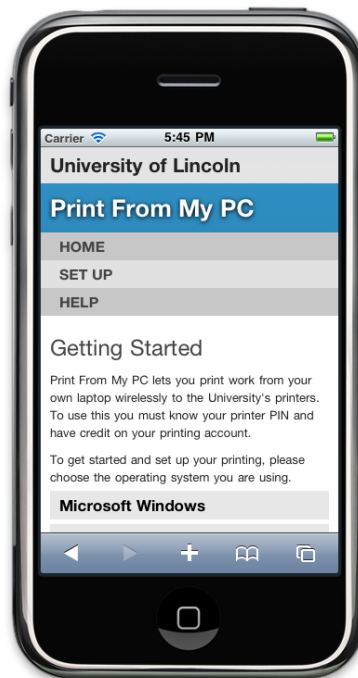 Carrier 5:45 PM
University of Lincoln
Print From My PC
HOME
SET UP
HELP
Getting Started
Print From My PC lets you print work from your
own laptop wirelessly to the University's printers.
To use this you must know your printer PIN and
have credit on your printing account.
To get started and set up your printing, please
choose the operating system you are using.
Microsoft Windows